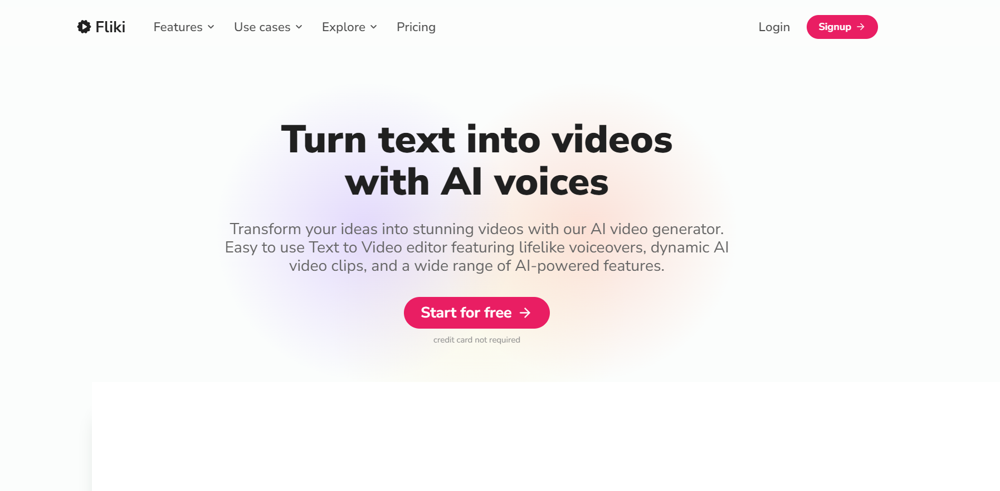 Fliki
Features
Use cases
Explore
Pricing
Login
Signup
Turn text into videos
with AI voices
Transform your ideas into stunning videos with our AI video generator.
Easy to use Text to Video editor featuring lifelike voiceovers, dynamic AI
video clips, and a wide range of AI-powered features.
Start for free
credit card not required